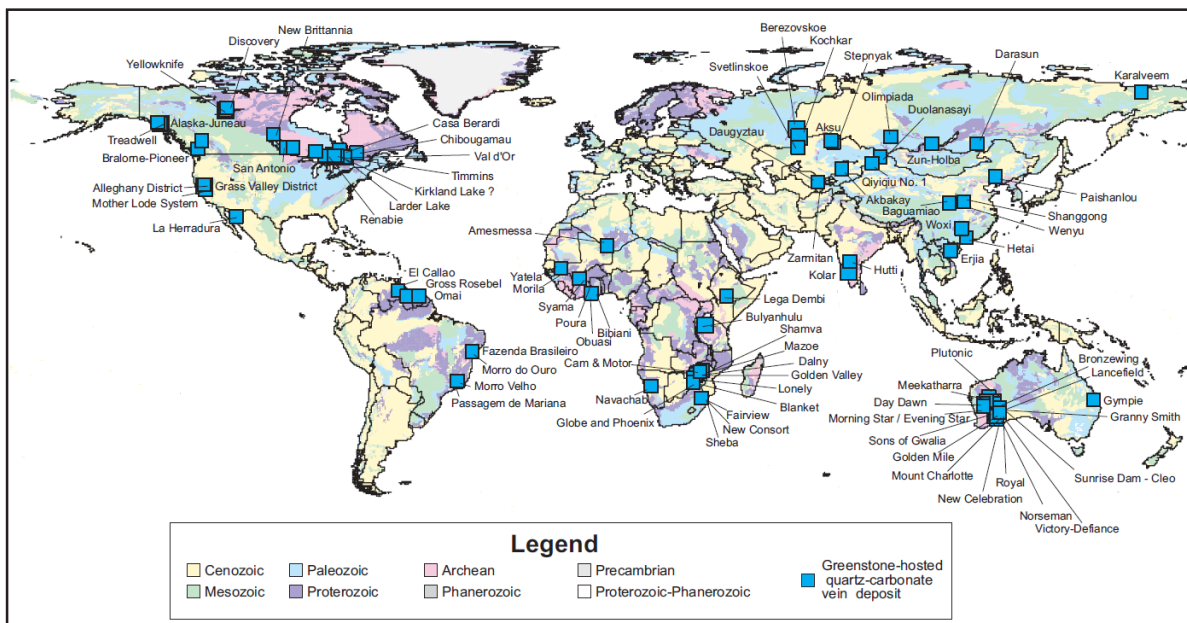 New Brittannia
Discovery
Yellowknife
Treadwell
Alaska-Juneau
Bralorne-Pioneer
San Antonio
Alleghany District
Grass Valley District
Mother Lode System
La Herradura
Casa Berardi
Chibougamau
Val d'Or
Timmins
Kirkland Lake ?
Larder Lake
Renabie
El Callao
Gross Rosebel
Omai
Fazenda Brasileiro
Morro do Ouro
Morro Velho
Passagem de Mariana
Amesmessa
Yatela
Morila
Syama
Poura
Obuasi
Bibiani
Lega Dembi
Bulyanhulu
Shamva
Mazoe
Cam & Motor
Dalny
Golden Valley
Lonely
Blanket
Navachab
Globe and Phoenix
Fairview
New Consort
Sheba
Berezovskoe
Kochkar
Svetlinskoe
Stepnyak
Darasun
Karalveem
Olimpiada
Duolanasayi
Daugyztau
Aksu
Zun-Holba
Qiyiqiu No. 1
Akbakay
Paishanlou
Baguamiao
Shanggong
Woxi
Wenyu
Zarmitan
Hetai
Erjia
Hutti
Kolar
Plutonic
Bronzewing
Lancefield
Meekatharra
Day Dawn
Gympie
Morning Star / Evening Star
Granny Smith
Sons of Gwalia
Golden Mile
Mount Charlotte
Sunrise Dam - Cleo
Royal
New Celebration
Norseman
Victory-Defiance
Legend
Cenozoic
Paleozoic
Archean
Precambrian
Mesozoic
Proterozoic
Phanerozoic
Proterozoic-Phanerozoic
Greenstone-hosted
quartz-carbonate
vein deposit